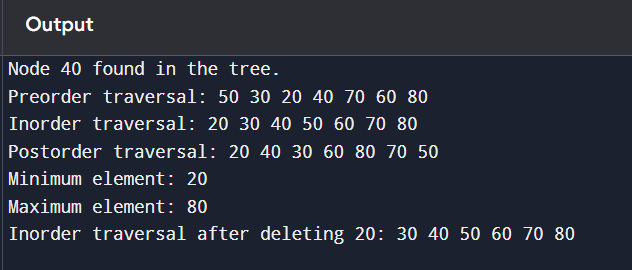 Output
Node 40 found in the tree.
Preorder traversal: 50 30 20 40 70 60 80
Inorder traversal: 20 30 40 50 60 70 80
Postorder traversal: 20 40 30 60 80 70 50
Minimum element: 20
Maximum element: 80
Inorder traversal after deleting 20: 30 40 50 60 70 80